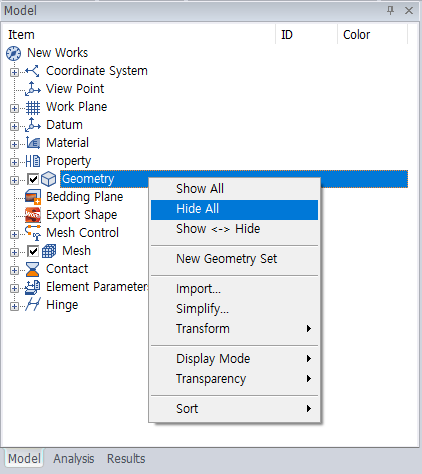 Model
Item ID Color
New Works
Coordinate System
View Point
Work Plane
Datum
Material
Property
Geometry
Bedding Plane
Export Shape
Mesh Control
Mesh
Contact
Element Parameters
Hinge
Show All
Hide All
Show <-> Hide
New Geometry Set
Import...
Simplify...
Transform
Display Mode
Transparency
Sort
Model Analysis Results